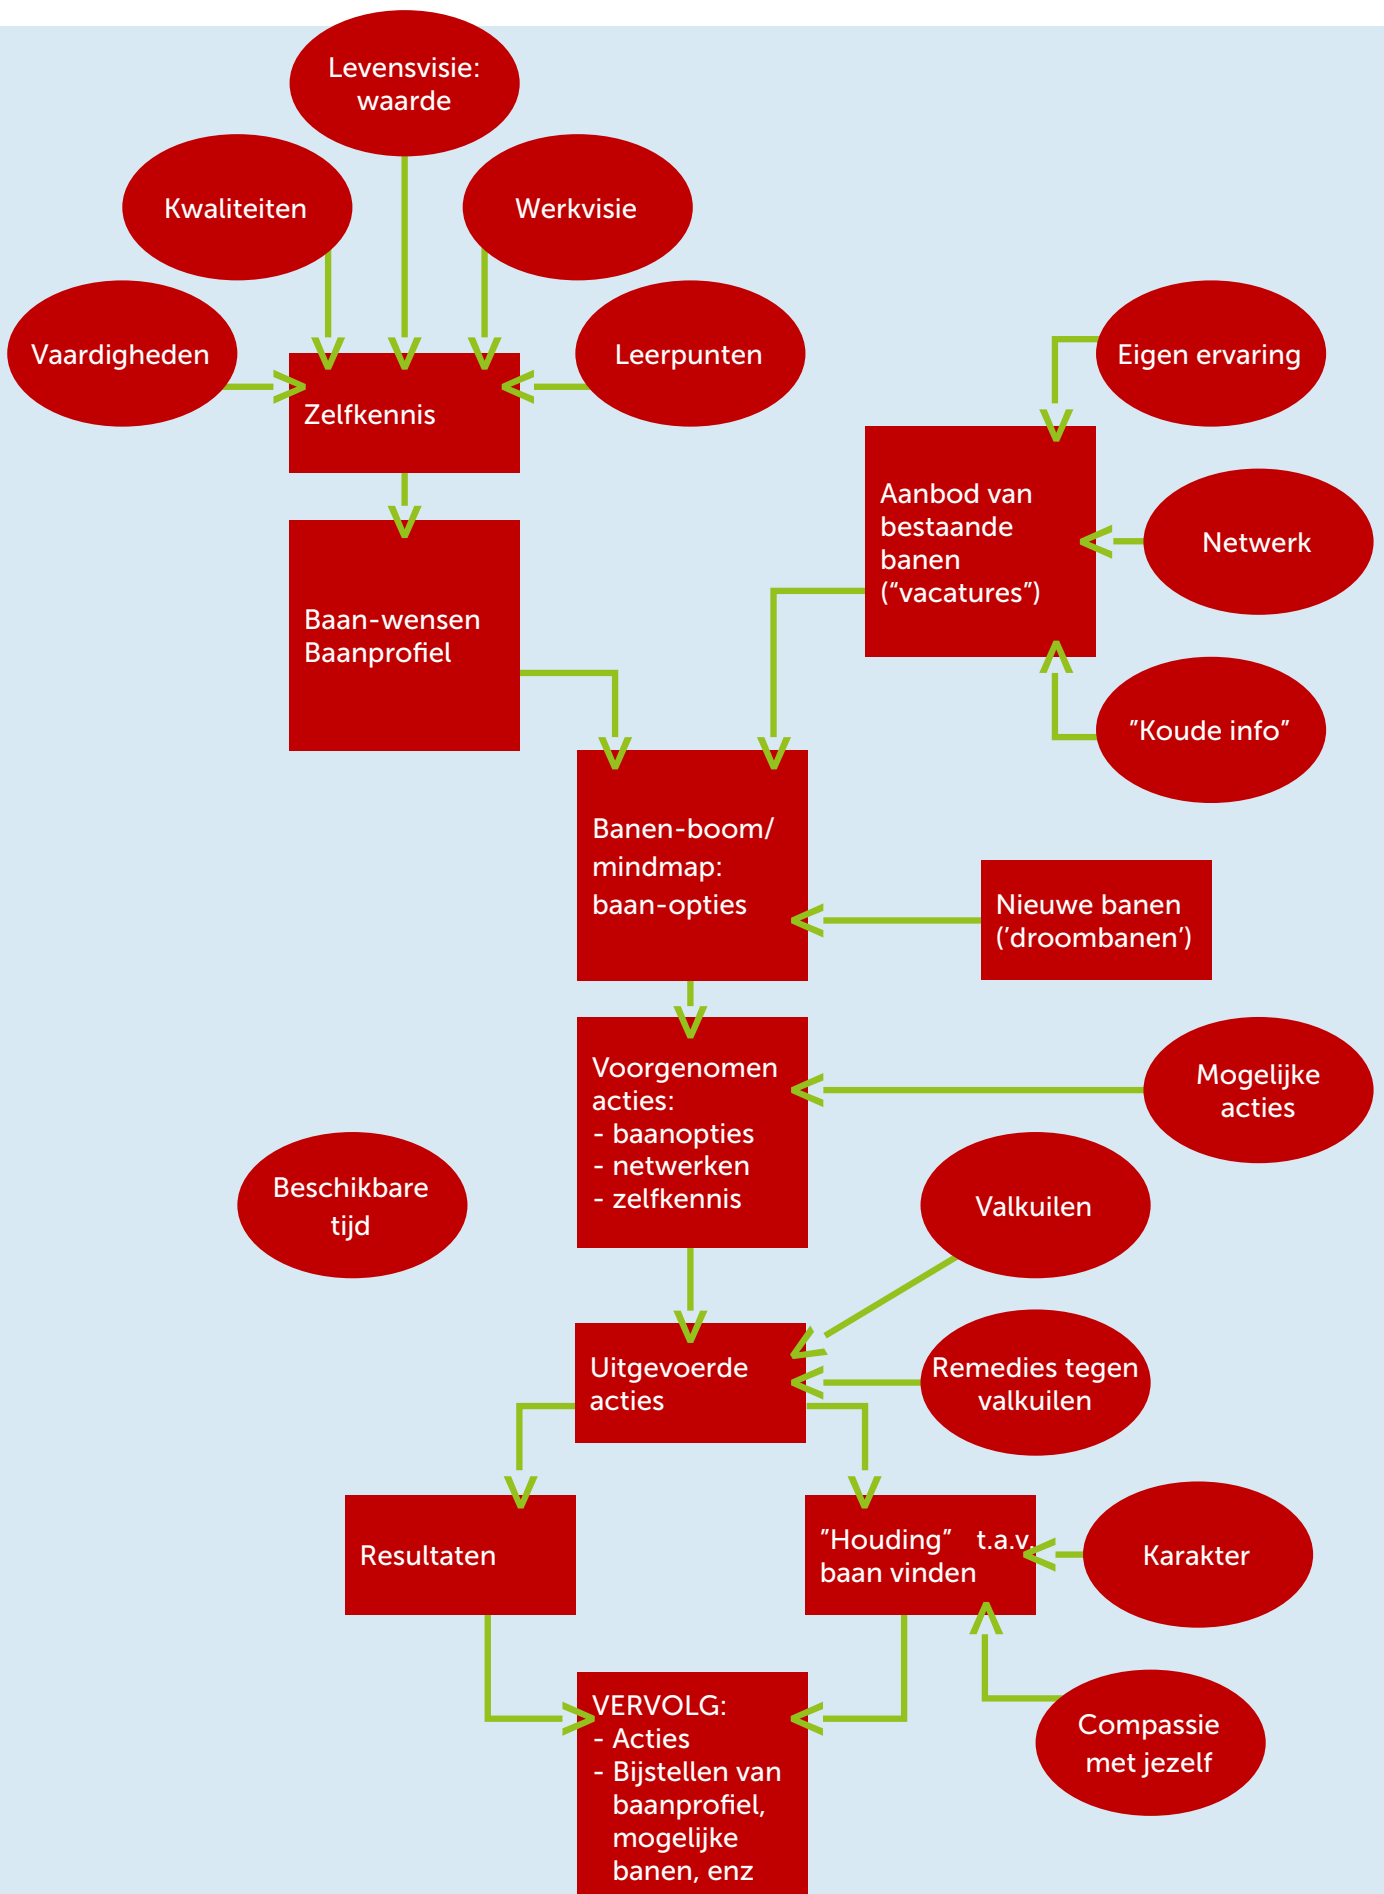 Levensvisie:
waarde
Kwaliteiten
Werkvisie
Vaardigheden
Leerpunten
Zelfkennis
Eigen ervaring
Aanbod van
bestaande
banen
(“vacatures”)
Netwerk
Baan-wensen
Baanprofiel
”Koude info”
Banen-boom/
mindmap:
baan-opties
Nieuwe banen
(’droombanen’)
Voorgenomen
acties:
- baanopties
- netwerken
- zelfkennis
Mogelijke
acties
Beschikbare
tijd
Valkuilen
Uitgevoerde
acties
Remedies tegen
valkuilen
Resultaten
”Houding” t.a.v.
baan vinden
Karakter
VERVOLG:
- Acties
- Bijstellen van
baanprofiel,
mogelijke
banen, enz
Compassie
met jezelf